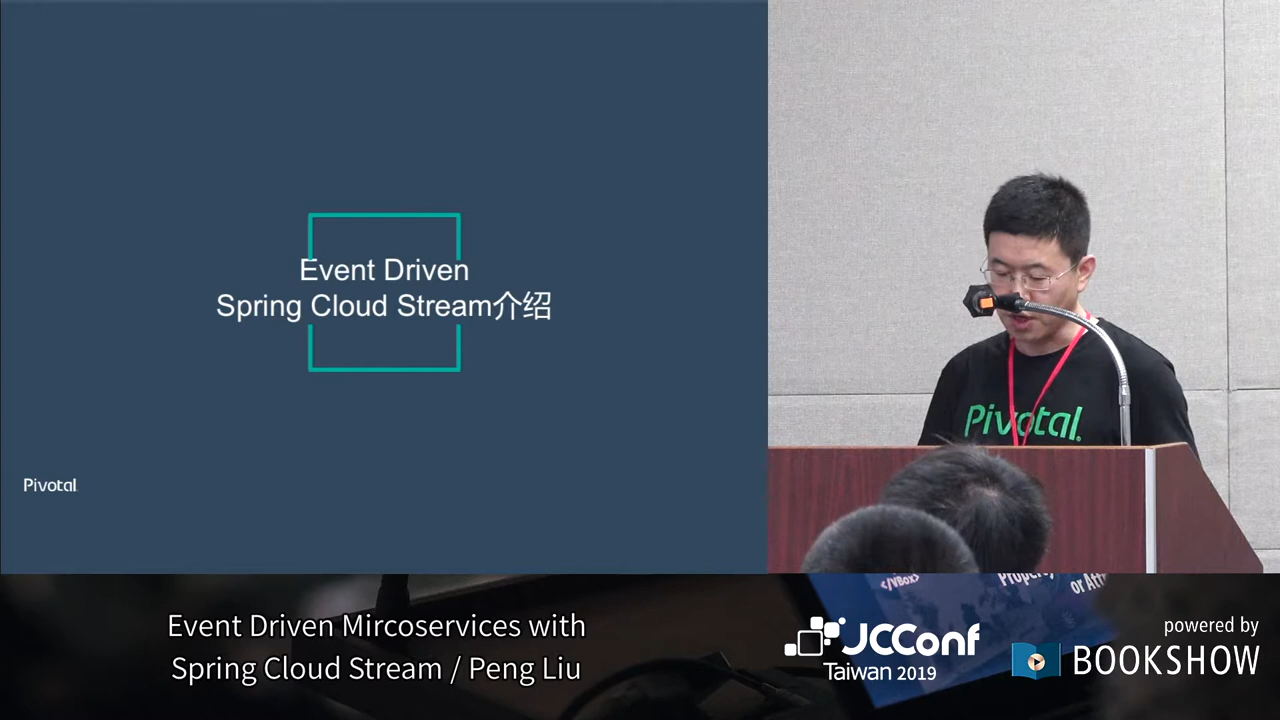 Event Driven
Spring Cloud Stream介绍
Pivotal
Pivotal
</VBox>
Event Driven Mircoservices with
Spring Cloud Stream / Peng Liu
JCConf
Taiwan 2019
powered by
BOOKSHOW